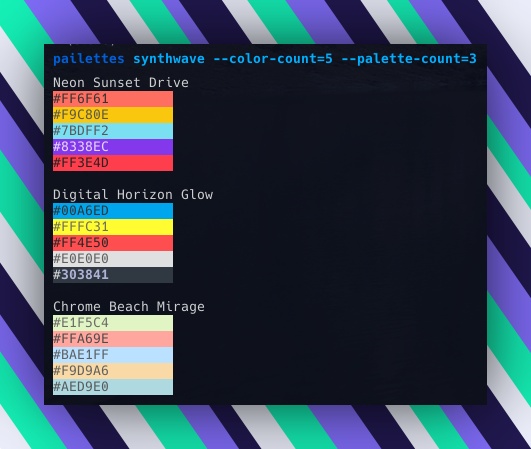 pailettes synthwave --color-count=5 --palette-count=3
Neon Sunset Drive
#FF6F61
#F9C80E
#7BDFF2
#8338EC
#FF3E4D
Digital Horizon Glow
#00A6ED
#FFFC31
#FF4E50
#E0E0E0
#303841
Chrome Beach Mirage
#E1F5C4
#FFA69E
#BAE1FF
#F9D9A6
#AED9E0